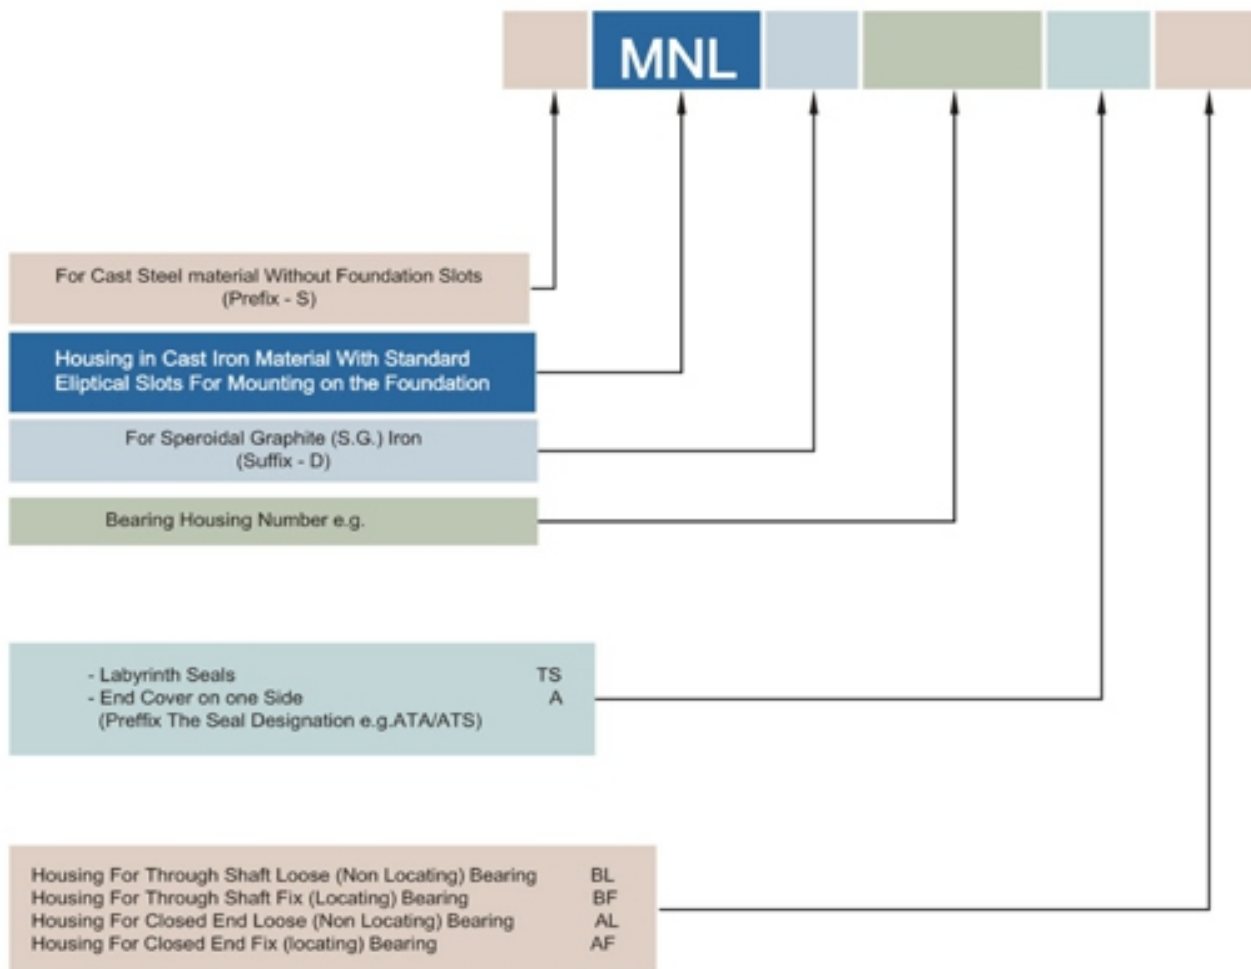 MNL
For Cast Steel material Without Foundation Slots
(Prefix - S)
Housing in Cast Iron Material With Standard
Eliptical Slots For Mounting on the Foundation
For Speroidal Graphite (S.G.) Iron
(Suffix - D)
Bearing Housing Number e.g.
- Labyrinth Seals TS
- End Cover on one Side A
(Preffix The Seal Designation e.g.ATA/ATS)
Housing For Through Shaft Loose (Non Locating) Bearing BL
Housing For Through Shaft Fix (Locating) Bearing BF
Housing For Closed End Loose (Non Locating) Bearing AL
Housing For Closed End Fix (locating) Bearing AF